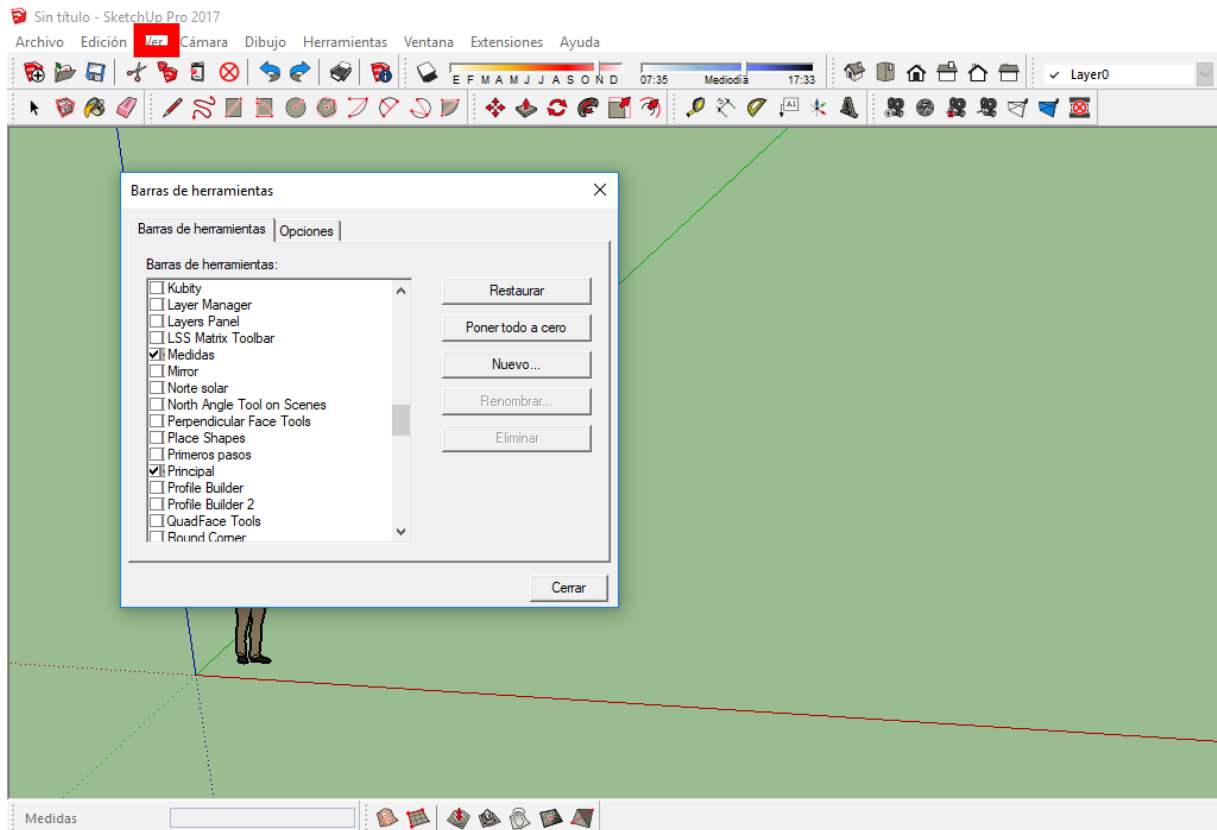 Sin título - SketchUp Pro 2017
Archivo Edición Ver Cámara Dibujo Herramientas Ventana Extensiones Ayuda
E F M A M J J A S O N D 07:35 Mediodía 17:33 Layer0
A1
Barras de herramientas
Barras de herramientas Opciones
Barras de herramientas:
Kubity
Layer Manager
Layers Panel
LSS Matrix Toolbar
Medidas
Mirror
Norte solar
North Angle Tool on Scenes
Perpendicular Face Tools
Place Shapes
Primeros pasos
Principal
Profile Builder
Profile Builder 2
QuadFace Tools
Round Corner
Restaurar
Poner todo a cero
Nuevo...
Renombrar...
Eliminar
Cerrar
Medidas